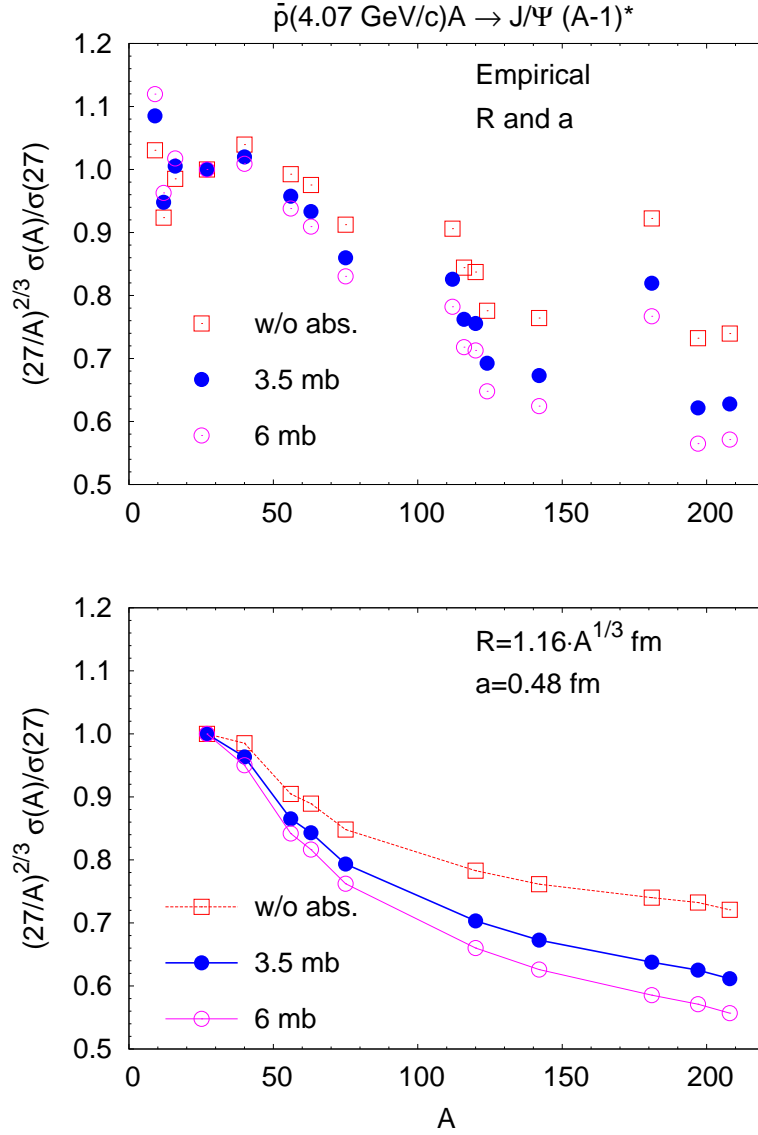 p̄(4.07 GeV/c)A → J/Ψ (A-1)*
1.2
1.1
1.0
0.9
0.8
0.7
0.6
0.5
(27/A)^{2/3} σ(A)/σ(27)
Empirical
R and a
w/o abs.
3.5 mb
6 mb
0 50 100 150 200
1.2
1.1
1.0
0.9
0.8
0.7
0.6
0.5
(27/A)^{2/3} σ(A)/σ(27)
R=1.16·A^{1/3} fm
a=0.48 fm
w/o abs.
3.5 mb
6 mb
0 50 100 150 200
A